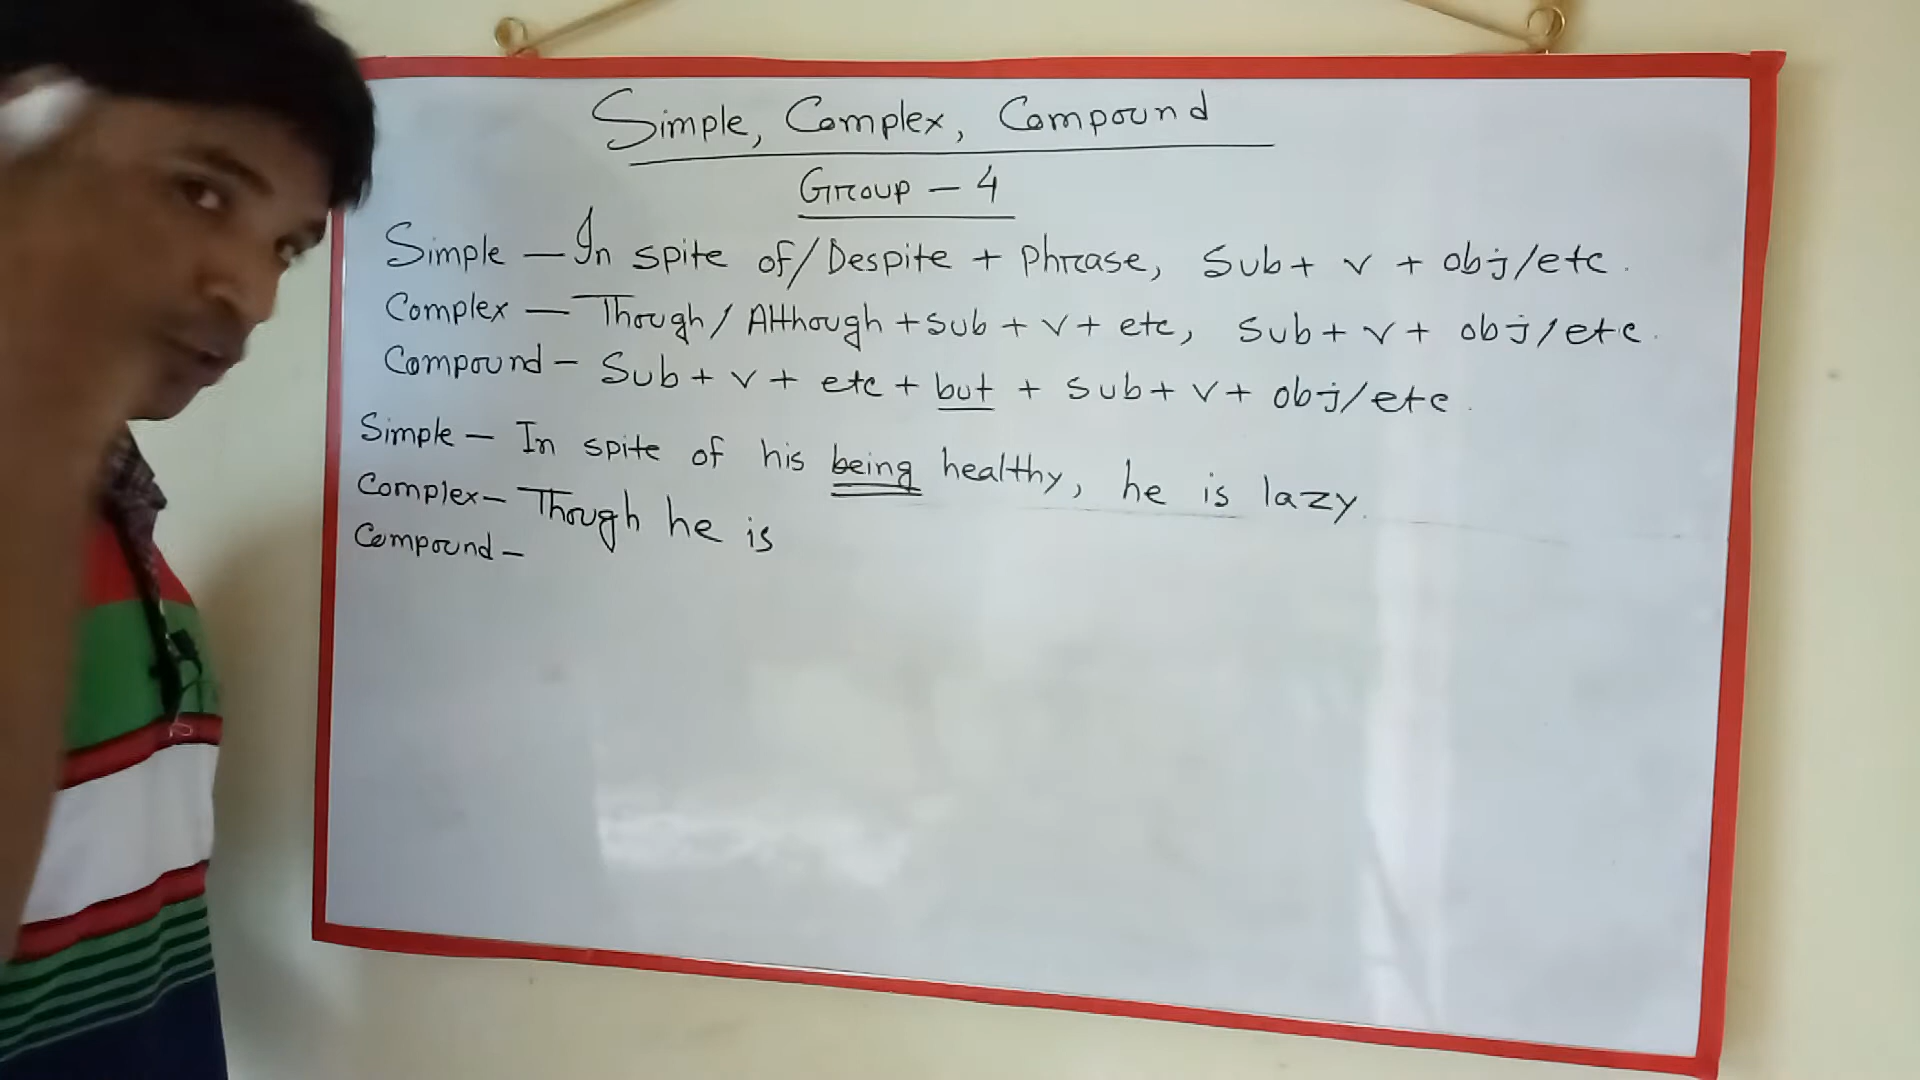 Simple, Complex, Compound
Group - 4
Simple - In spite of/Despite + Phrase, Sub + v + obj/etc.
Complex - Though/Although + sub + v + etc, Sub + v + obj/etc.
Compound - Sub + v + etc + but + sub + v + obj/etc.
Simple - In spite of his being healthy, he is lazy.
Complex - Though he is
Compound -